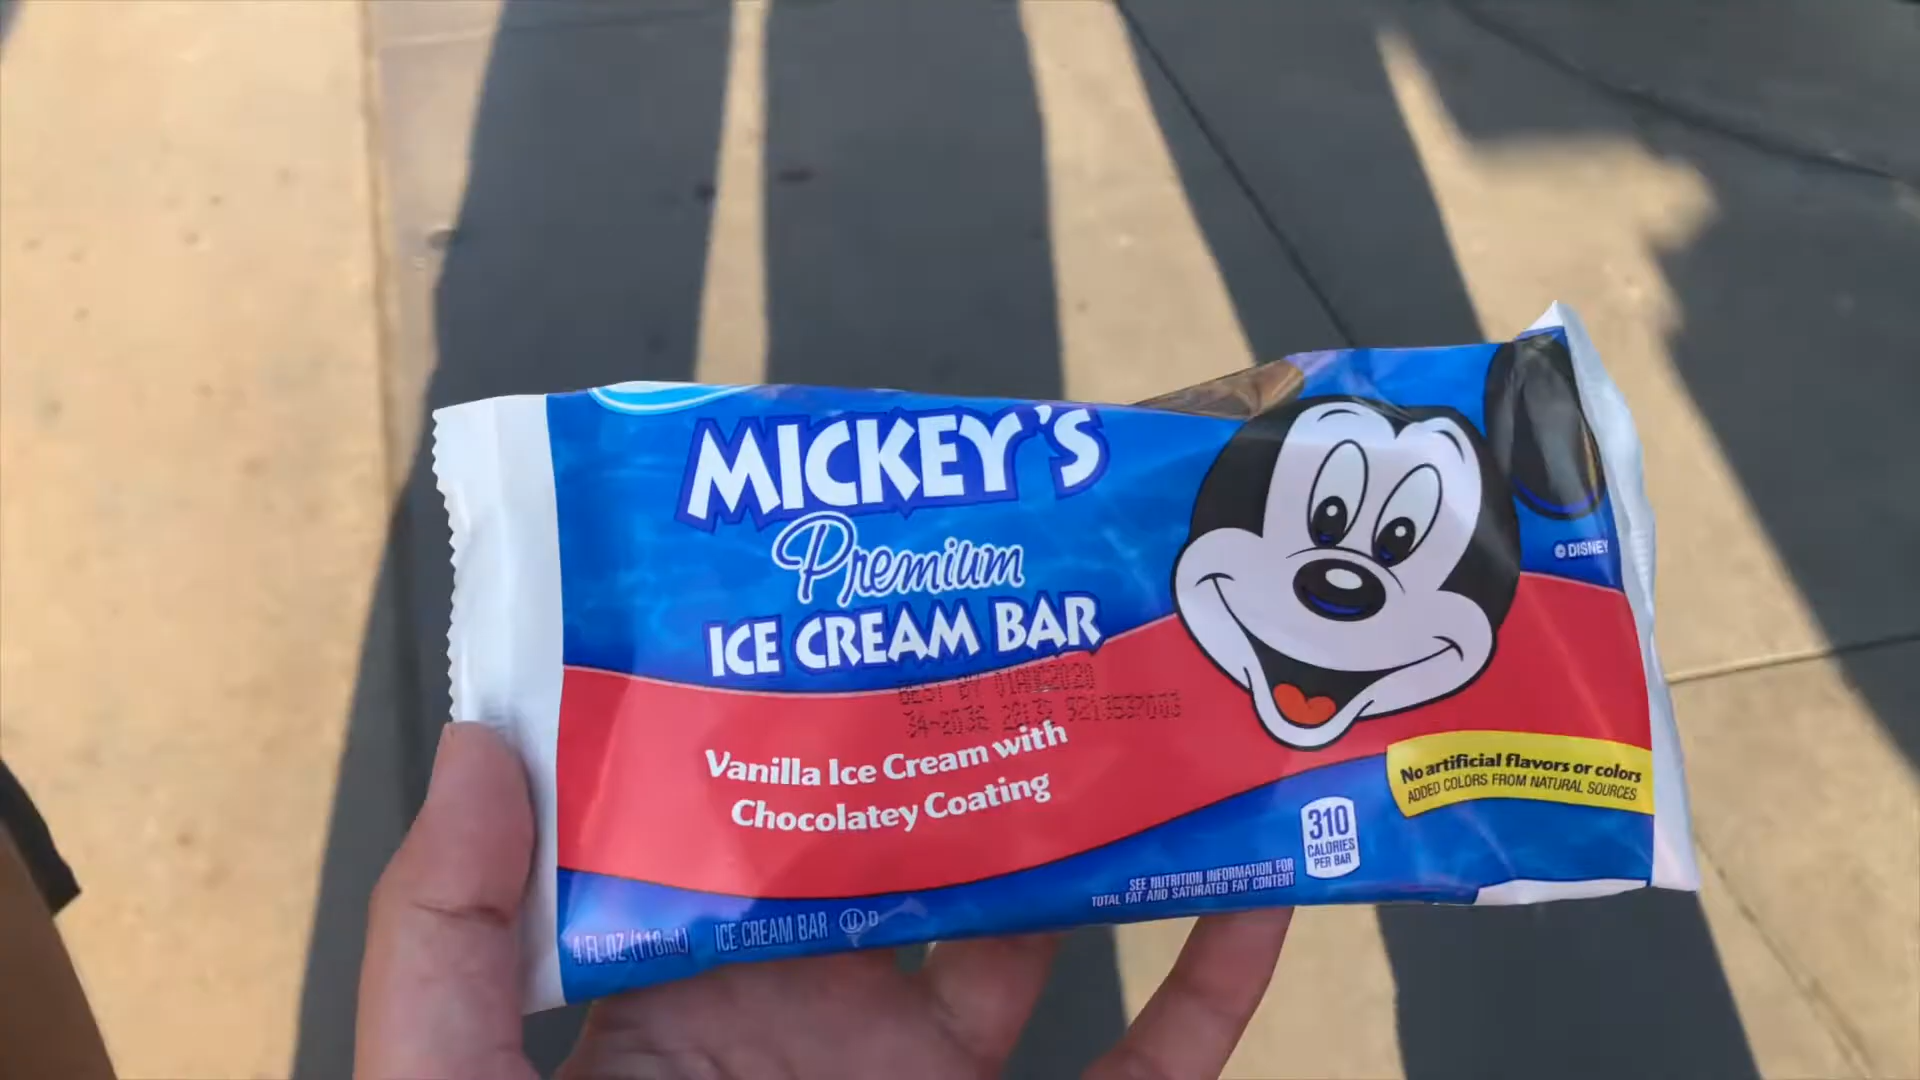 MICKEY'S
Premium
ICE CREAM BAR
BEST BY
Vanilla Ice Cream with
Chocolatey Coating
© DISNEY
No artificial flavors or colors
ADDED COLORS FROM NATURAL SOURCES
310
CALORIES
PER BAR
SEE NUTRITION INFORMATION FOR
TOTAL FAT AND SATURATED FAT CONTENT
4 FL OZ (118mL) ICE CREAM BAR Ⓤ D